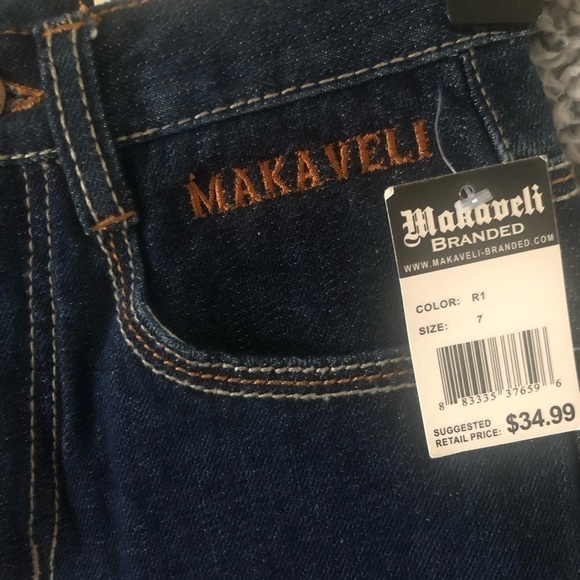 MAKAVELI
Makaveli
BRANDED
WWW.MAKAVELI-BRANDED.COM
COLOR: R1
SIZE: 7
8 83335 37659 6
SUGGESTED
RETAIL PRICE: $34.99